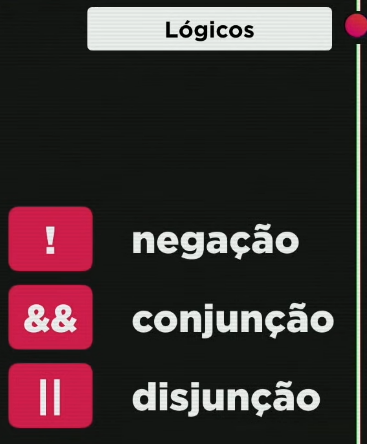 Lógicos
! negação
&& conjunção
|| disjunção